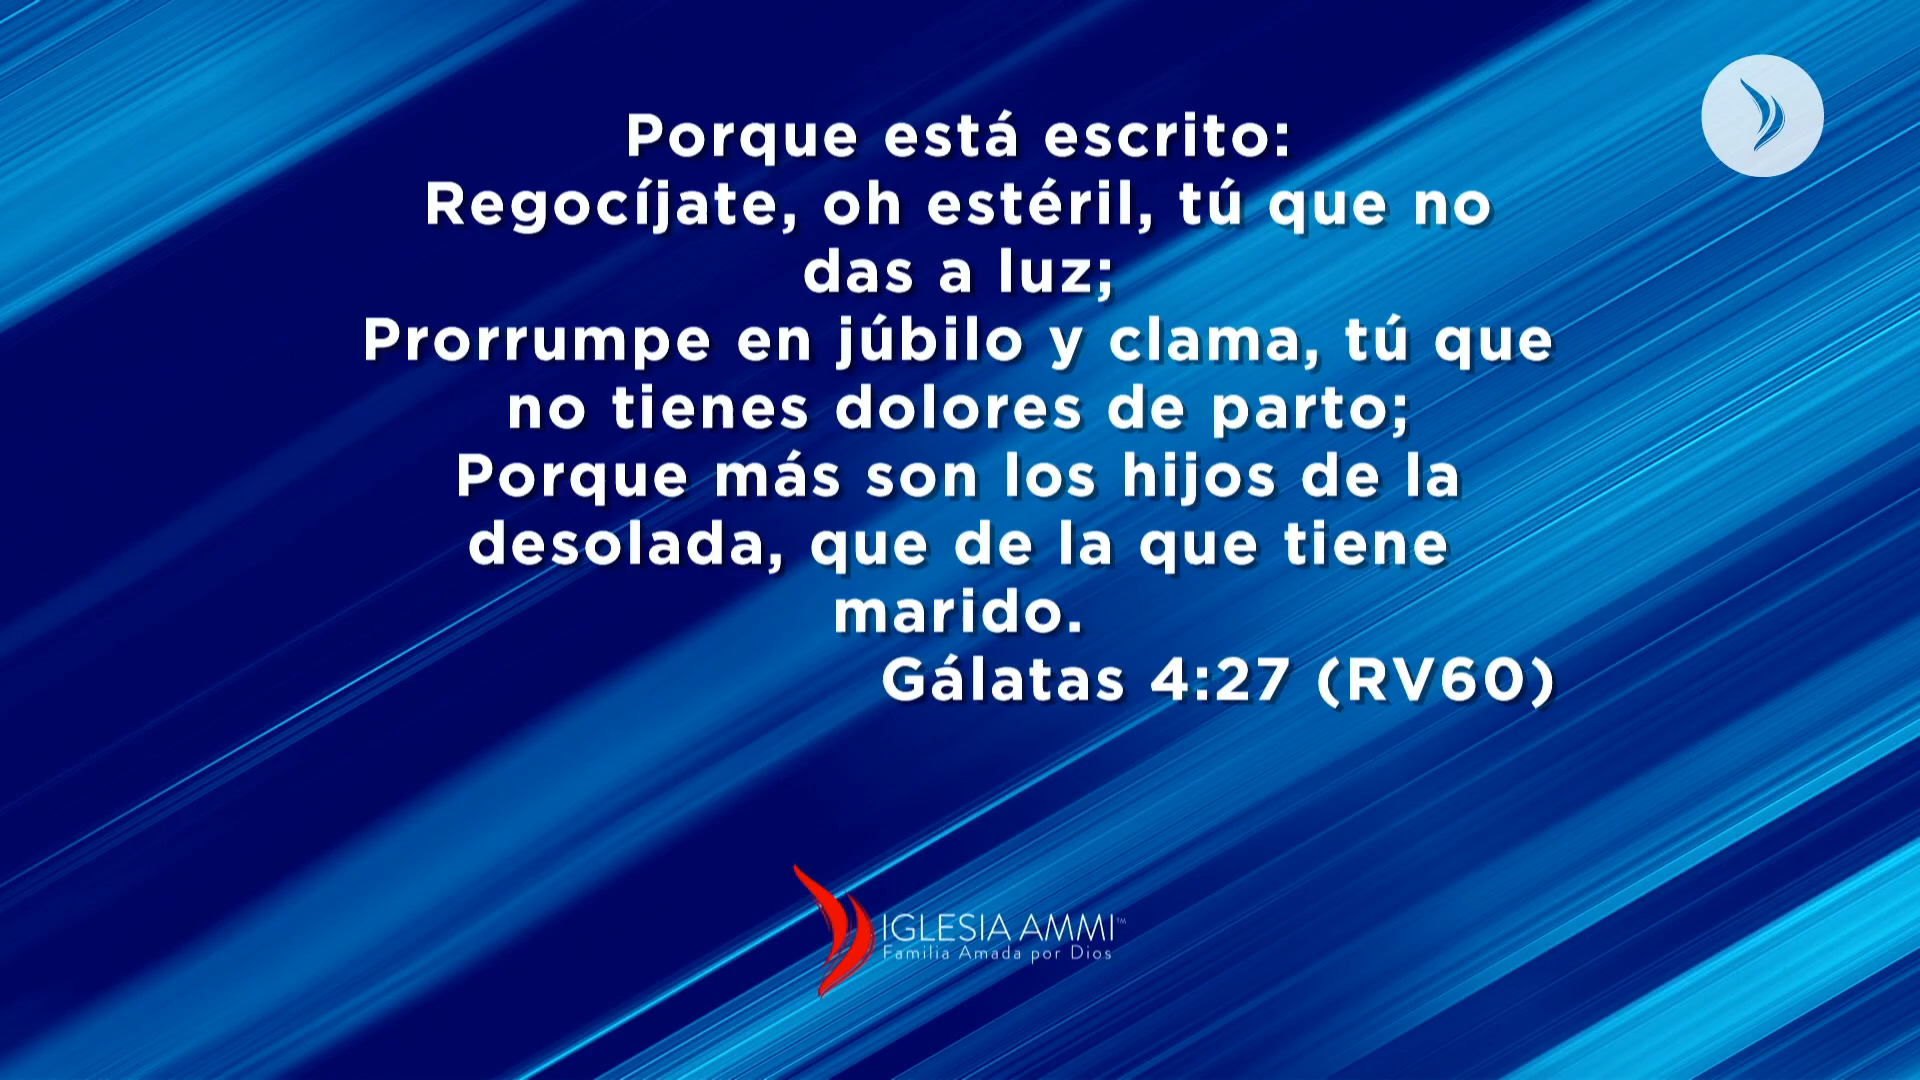 Porque está escrito:
Regocíjate, oh estéril, tú que no
das a luz;
Prorrumpe en júbilo y clama, tú que
no tienes dolores de parto;
Porque más son los hijos de la
desolada, que de la que tiene
marido.
Gálatas 4:27 (RV60)
IGLESIA AMMI™
Familia Amada por Dios